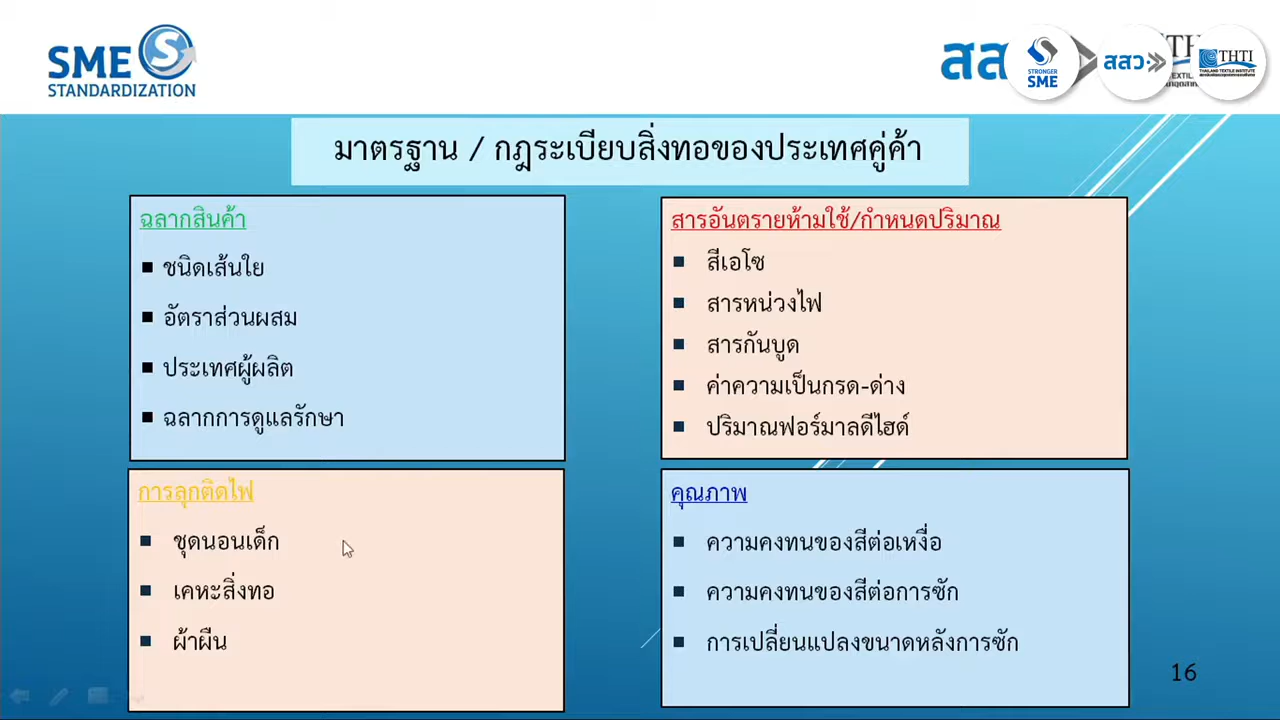 SME
STANDARDIZATION
สส
STRONGER
SME
สสว
THTI
THAILAND TEXTILE INSTITUTE
มาตรฐาน / กฎระเบียบสิ่งทอของประเทศคู่ค้า
ฉลากสินค้า
ชนิดเส้นใย
อัตราส่วนผสม
ประเทศผู้ผลิต
ฉลากการดูแลรักษา
สารอันตรายห้ามใช้/กำหนดปริมาณ
สีเอโซ
สารหน่วงไฟ
สารกันบูด
ค่าความเป็นกรด-ด่าง
ปริมาณฟอร์มาลดีไฮด์
การลุกติดไฟ
ชุดนอนเด็ก
เคหะสิ่งทอ
ผ้าผืน
คุณภาพ
ความคงทนของสีต่อเหงื่อ
ความคงทนของสีต่อการซัก
การเปลี่ยนแปลงขนาดหลังการซัก
16